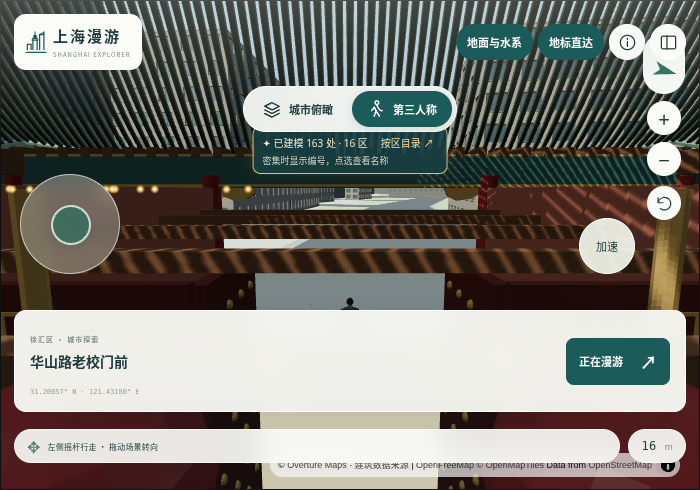 上海漫游
SHANGHAI EXPLORER
地面与水系
地标直达
城市俯瞰
第三人称
✦ 已建模 163 处 · 16 区 按区目录 ↗
密集时显示编号，点选查看名称
加速
徐汇区 · 城市探索
华山路老校门前
正在漫游 ↗
31.20057° N · 121.43180° E
左侧摇杆行走 · 拖动场景转向
16 m
© Overture Maps · 建筑数据来源 | OpenFreeMap © OpenMapTiles Data from OpenStreetMap